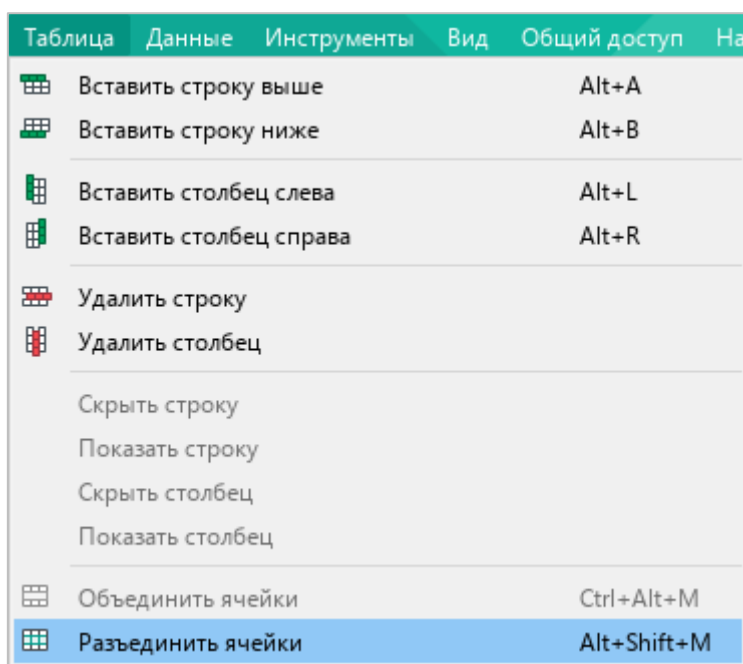 Таблица Данные Инструменты Вид Общий доступ
Вставить строку выше Alt+A
Вставить строку ниже Alt+B
Вставить столбец слева Alt+L
Вставить столбец справа Alt+R
Удалить строку
Удалить столбец
Скрыть строку
Показать строку
Скрыть столбец
Показать столбец
Объединить ячейки Ctrl+Alt+M
Разъединить ячейки Alt+Shift+M